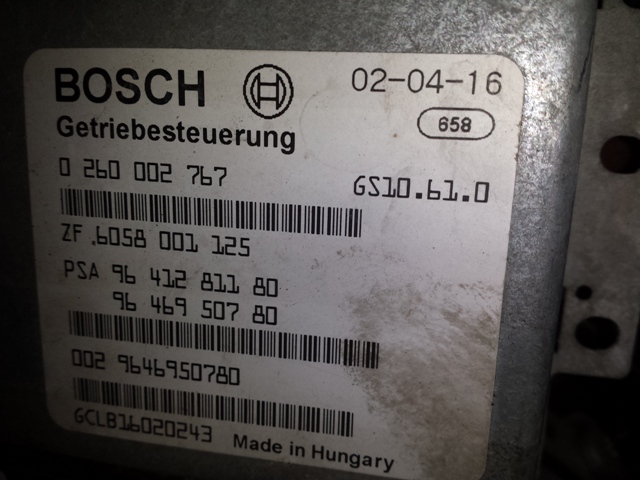 BOSCH 02-04-16
658
Getriebesteuerung
0 260 002 767 GS10.61.0
ZF .6058 001 125
PSA 96 412 811 80
96 469 507 80
002 9646950780
GCLB16020243 Made in Hungary